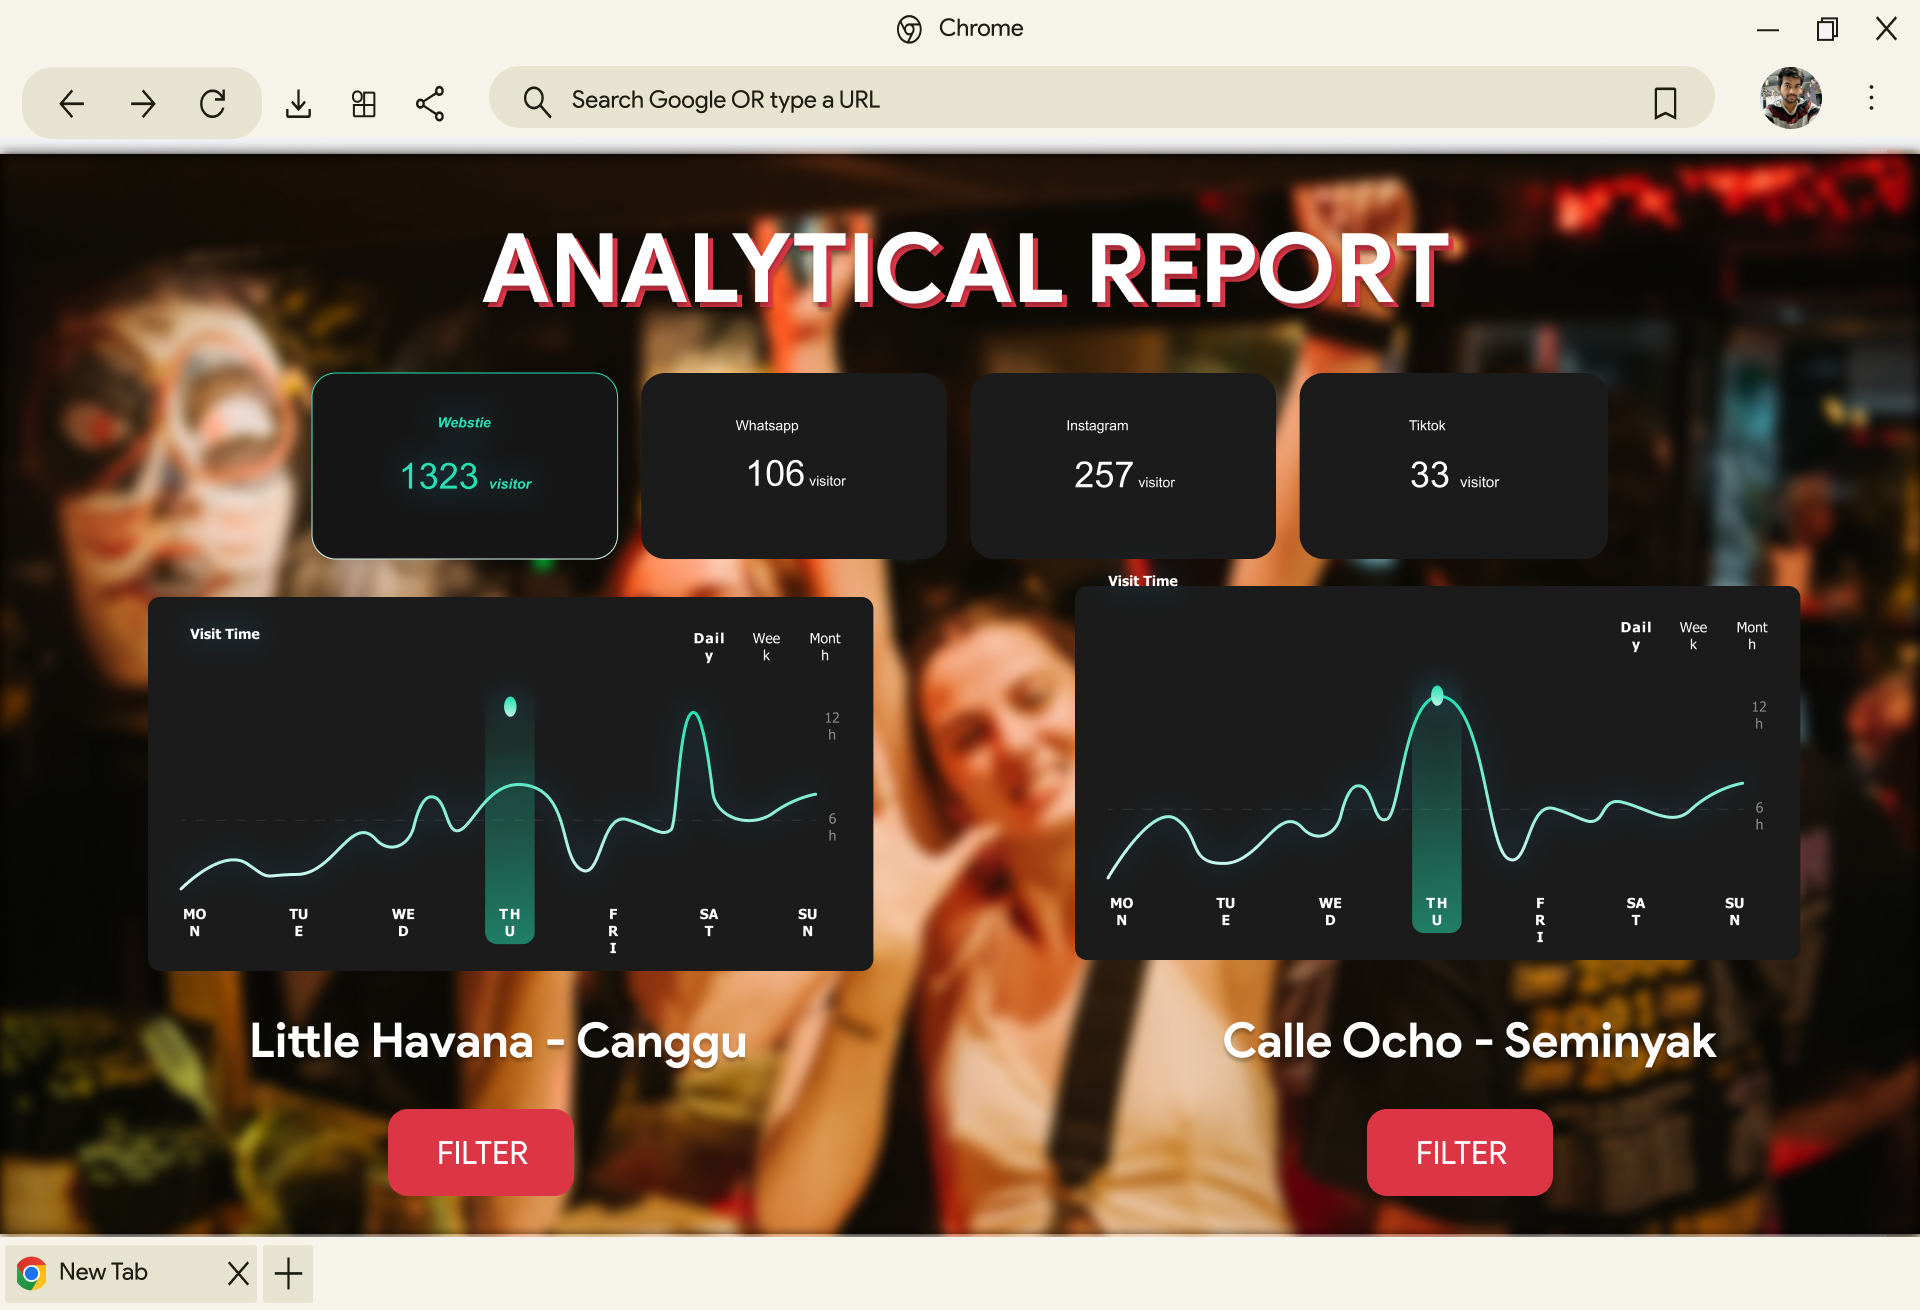 Chrome
Search Google OR type a URL
ANALYTICAL REPORT
Webstie
1323 visitor
Whatsapp
106 visitor
Instagram
257 visitor
Tiktok
33 visitor
Visit Time
Dail
y
Wee
k
Mont
h
12
h
6
h
MO
N
TU
E
WE
D
TH
U
F
R
I
SA
T
SU
N
Visit Time
Dail
y
Wee
k
Mont
h
12
h
6
h
MO
N
TU
E
WE
D
TH
U
F
R
I
SA
T
SU
N
Little Havana - Canggu
Calle Ocho - Seminyak
FILTER
FILTER
New Tab